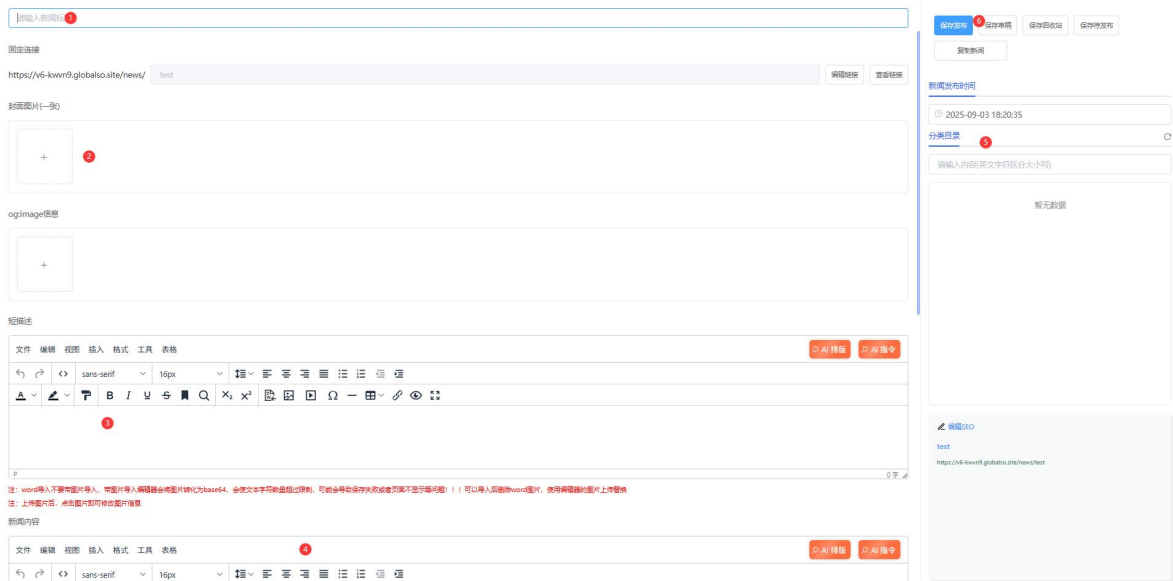 请输入新闻标 1
固定连接
https://v6-kwvn9.globalso.site/news/ test 编辑链接 查看链接
封面图片(一张)
+ 2
og:image信息
+
短描述
文件 编辑 视图 插入 格式 工具 表格 AI 排版 AI 指令
sans-serif 16px
A B I U S X₂ X² Ω
3
P 0 字
注：word导入不要带图片导入，带图片导入编辑器会将图片转化为base64，会使文本字符数量超过限制，可能会导致保存失败或者页面不显示等问题！！！可以导入后删除word图片，使用编辑器的图片上传替换
注：上传图片后，点击图片即可修改图片信息
新闻内容
文件 编辑 视图 插入 格式 工具 表格 4 AI 排版 AI 指令
sans-serif 16px
保存发布 6 保存草稿 保存回收站 保存待发布
复制新闻
新闻发布时间
2025-09-03 18:20:35
分类目录 5
请输入内容(英文字符区分大小写)
暂无数据
编辑SEO
test
https://v6-kwvn9.globalso.site/news/test